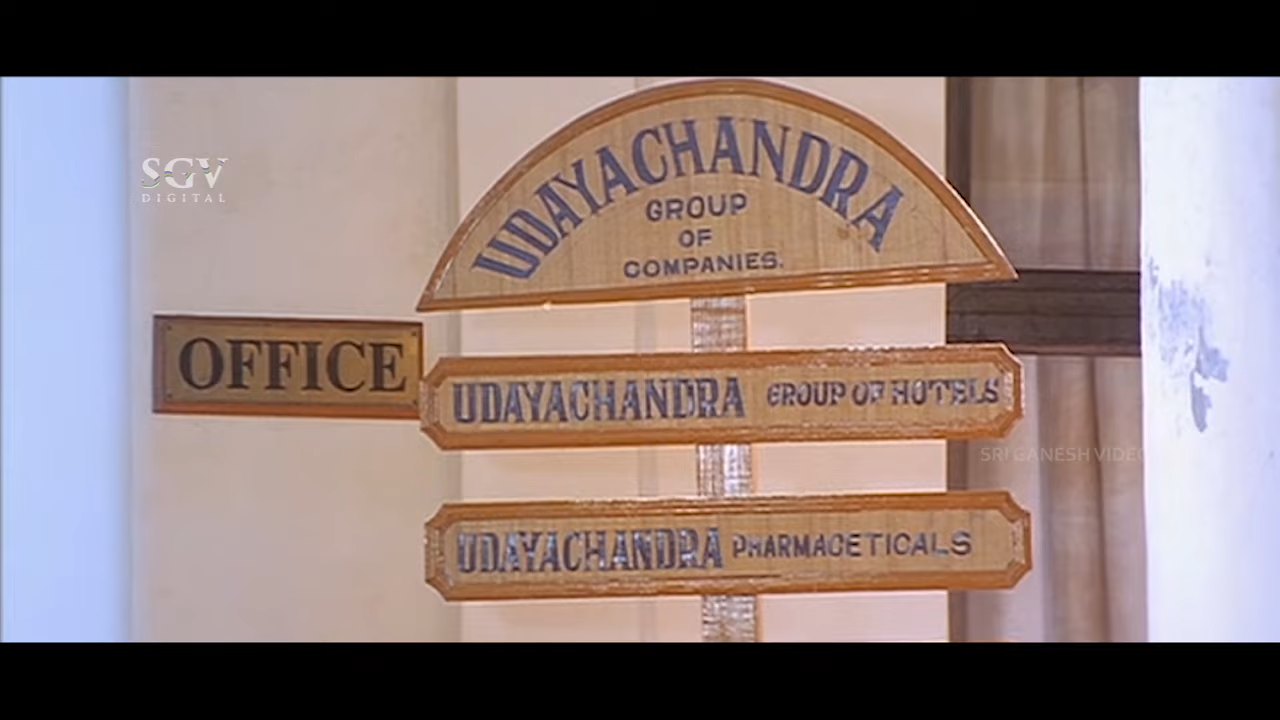 SGV
DIGITAL
UDAYACHANDRA
GROUP
OF
COMPANIES.
OFFICE
UDAYACHANDRA GROUP OF HOTELS
SRI GANESH VIDEO
UDAYACHANDRA PHARMACETICALS